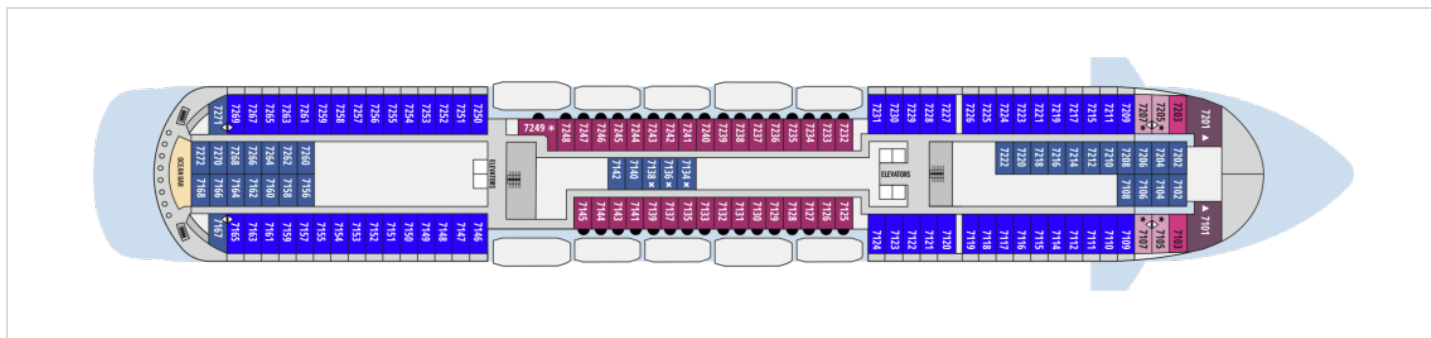 7271 7269 7267 7265 7263 7261 7259 7258 7257 7256 7255 7254 7253 7252 7251 7250
7249 * 7248 7247 7246 7245 7244 7243 7242 7241 7240 7239 7238 7237 7236 7235 7234 7233 7232
7231 7230 7229 7228 7227 7226 7225 7224 7223 7221 7219 7217 7215 7211 7209 7207 * 7205 * 7203 7201
OCEAN BAR
7272 7270 7268 7266 7264 7262 7260
7168 7166 7164 7162 7160 7158 7156
ELEVATORS
7142 7140 7138 x 7136 x 7134 x
ELEVATORS
7222 7220 7218 7216 7214 7212 7210 7208 7206 7204 7202
7108 7106 7104 7102
7167 7165 7163 7161 7159 7157 7155 7154 7153 7152 7151 7150 7149 7148 7147 7146
7145 7144 7143 7141 7139 7137 7135 7133 7132 7131 7130 7129 7128 7127 7126 7125
7124 7123 7122 7121 7120 7119 7118 7117 7116 7115 7114 7112 7111 7110 7109 7107 * 7105 * 7103 7101